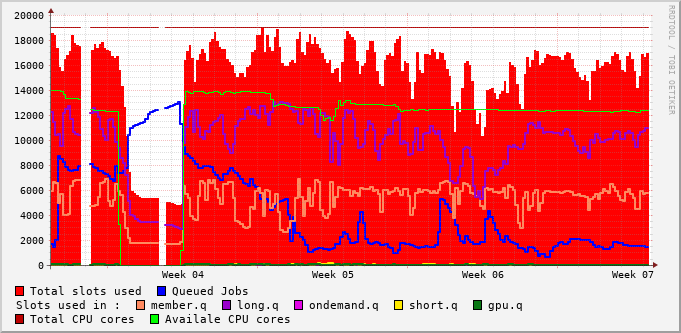 20000
18000
16000
14000
12000
10000
8000
6000
4000
2000
0
Week 04 Week 05 Week 06 Week 07
RRDTOOL / TOBI OETIKER
Total slots used Queued Jobs
Slots used in : member.q long.q ondemand.q short.q gpu.q
Total CPU cores Availale CPU cores